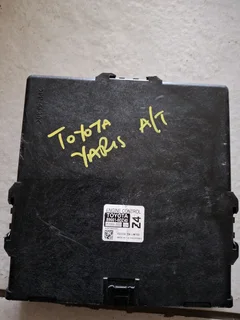 TOYOTA
YARIS A/T
ENGINE CONTROL
TOYOTA
Z4